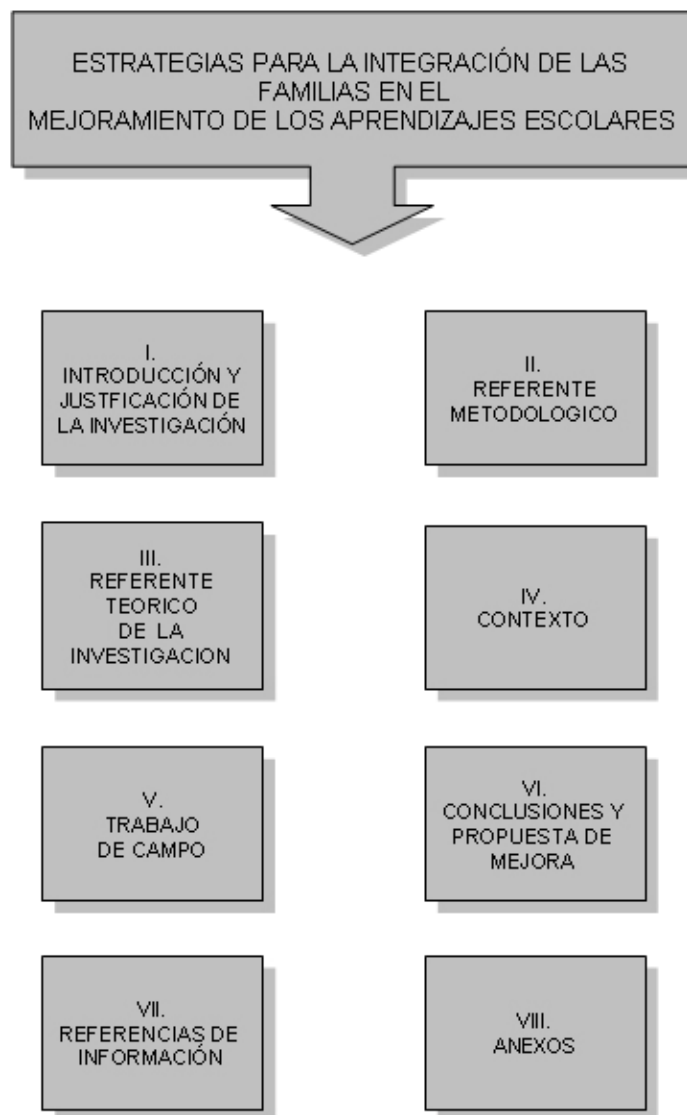 ESTRATEGIAS PARA LA INTEGRACIÓN DE LAS
FAMILIAS EN EL
MEJORAMIENTO DE LOS APRENDIZAJES ESCOLARES
I.
INTRODUCCIÓN Y
JUSTFICACIÓN DE
LA INVESTIGACIÓN
II.
REFERENTE
METODOLOGICO
III.
REFERENTE
TEÓRICO
DE LA
INVESTIGACION
IV.
CONTEXTO
V.
TRABAJO
DE CAMPO
VI.
CONCLUSIONES Y
PROPUESTA DE
MEJORA
VII.
REFERENCIAS DE
INFORMACIÓN
VIII.
ANEXOS